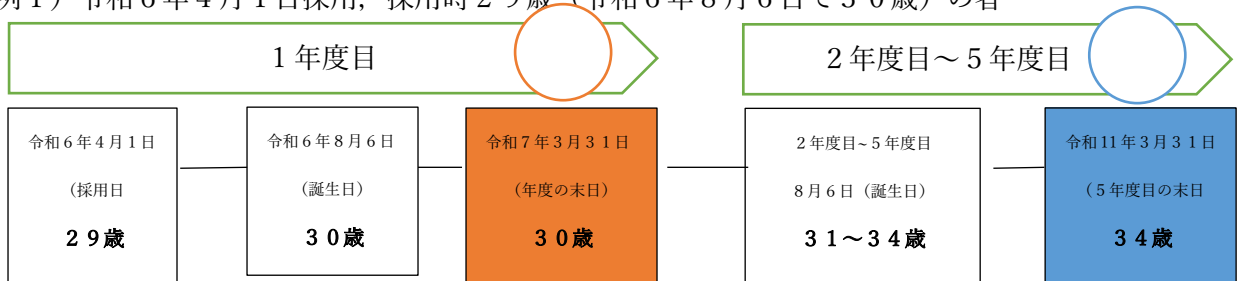 例１）令和６年４月１日採用，採用時２９歳（令和６年８月６日で３０歳）の者
１年度目
２年度目～５年度目
令和６年４月１日
（採用日
２９歳
令和６年８月６日
（誕生日）
３０歳
令和７年３月３１日
（年度の末日）
３０歳
２年度目~５年度目
８月６日（誕生日）
３１～３４歳
令和11年３月３１日
（５年度目の末日
３４歳